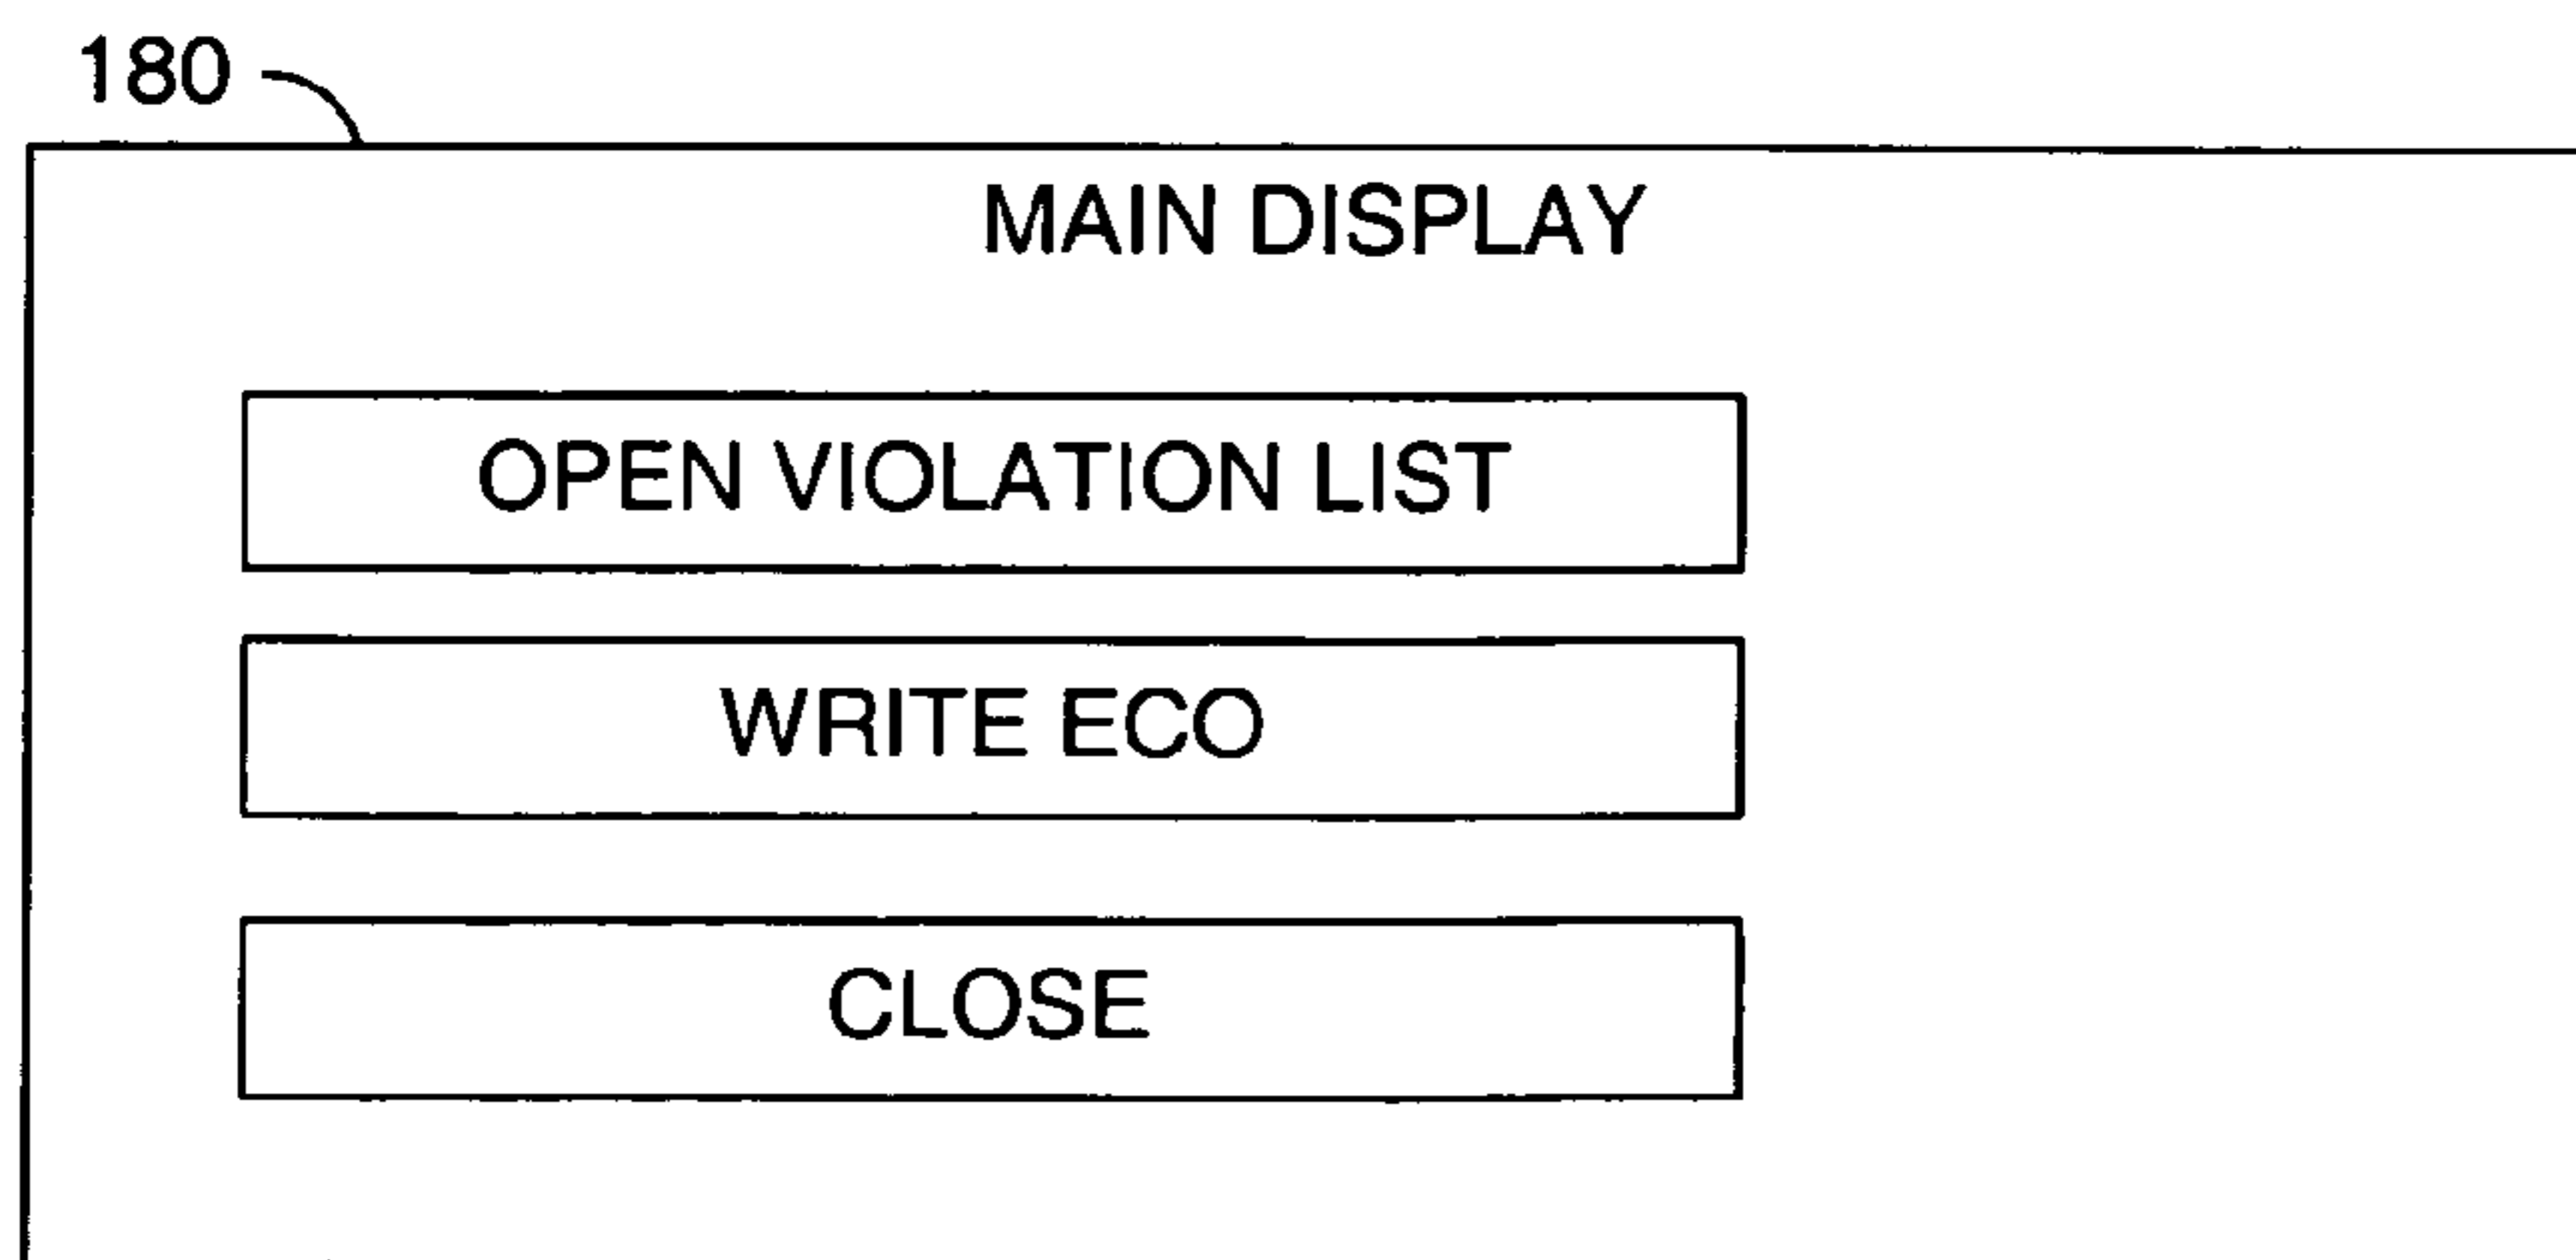 180
MAIN DISPLAY
OPEN VIOLATION LIST
WRITE ECO
CLOSE